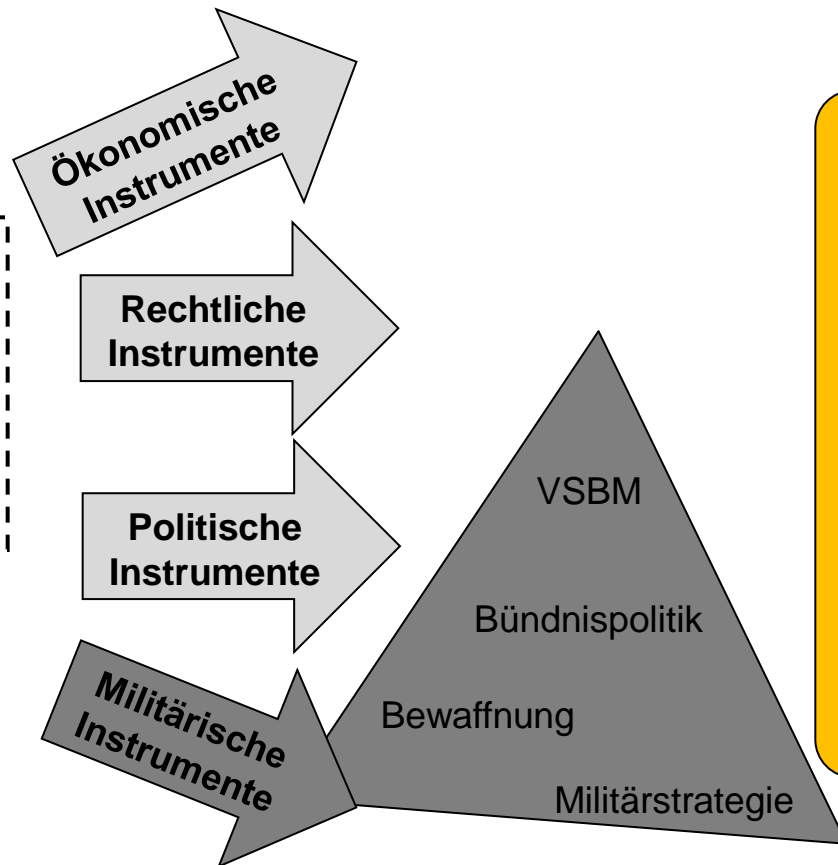 Ökonomische
Instrumente
Rechtliche
Instrumente
Politische
Instrumente
Militärische
Instrumente
VSBM
Bündnispolitik
Bewaffnung
Militärstrategie